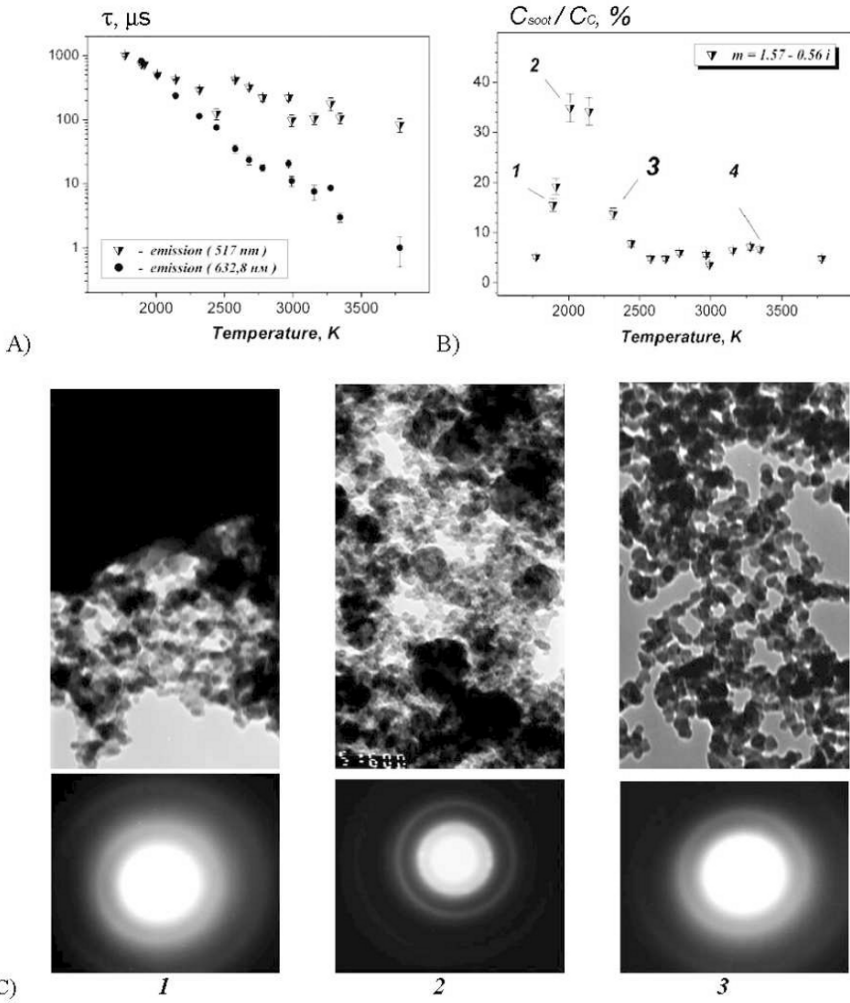 τ, μs
1000
100
10
1
- emission ( 517 nm )
- emission ( 632,8 нм )
2000 2500 3000 3500
Temperature, K
A)
C_soot / C_C, %
m = 1.57 - 0.56 i
40
30
20
10
0
2
1
3
4
2000 2500 3000 3500
Temperature, K
B)
C)
1
2
3